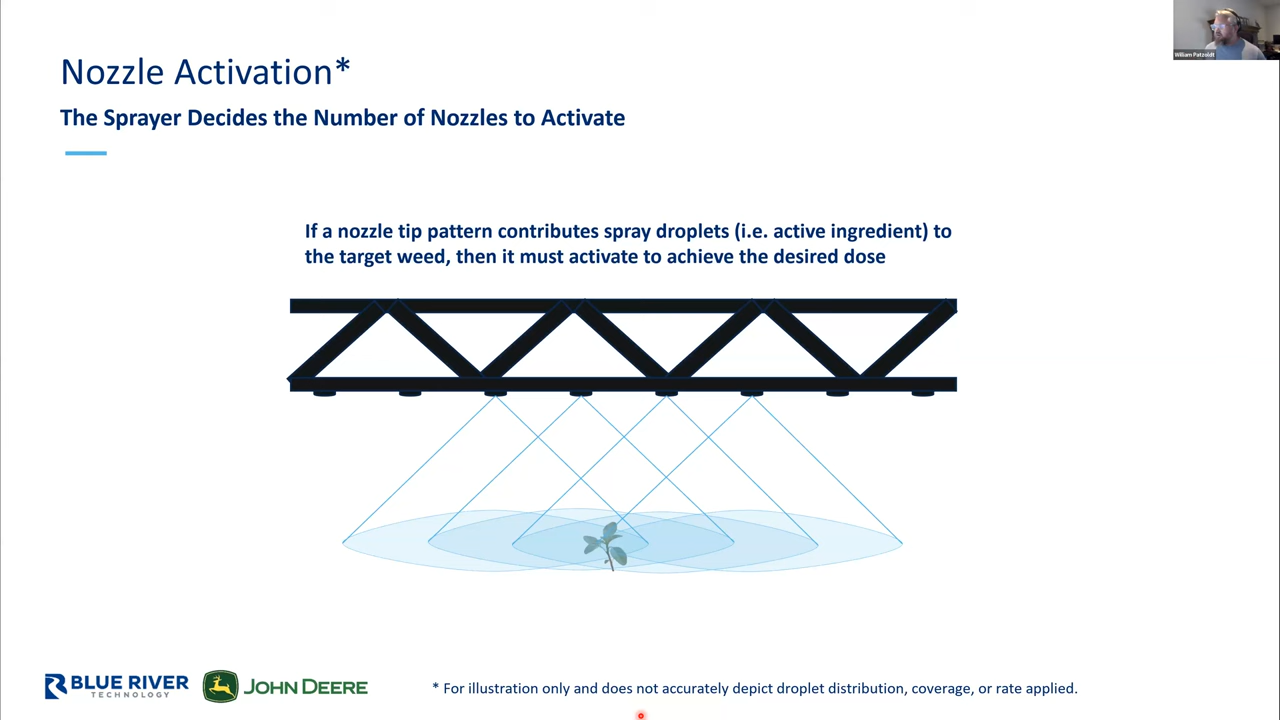 William Patzoldt
Nozzle Activation*
The Sprayer Decides the Number of Nozzles to Activate
If a nozzle tip pattern contributes spray droplets (i.e. active ingredient) to
the target weed, then it must activate to achieve the desired dose
BLUE RIVER
TECHNOLOGY
JOHN DEERE
* For illustration only and does not accurately depict droplet distribution, coverage, or rate applied.